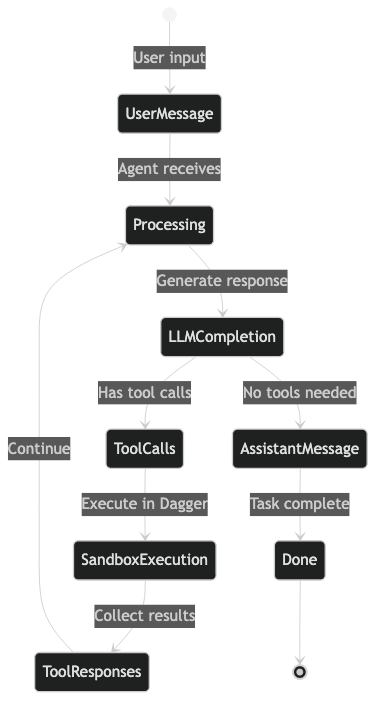 User input
UserMessage
Agent receives
Processing
Generate response
LLMCompletion
Has tool calls
No tools needed
Continue
ToolCalls
AssistantMessage
Execute in Dagger
Task complete
SandboxExecution
Done
Collect results
ToolResponses